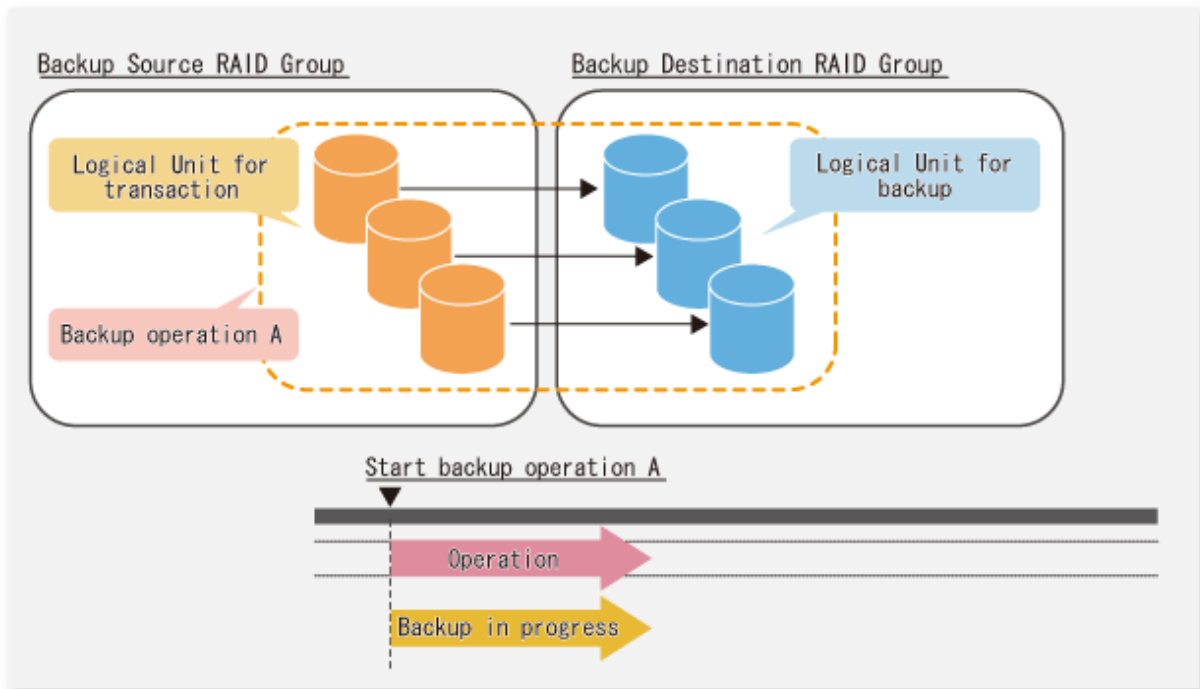 Backup Source RAID Group
Backup Destination RAID Group
Logical Unit for
transaction
Logical Unit for
backup
Backup operation A
Start backup operation A
Operation
Backup in progress